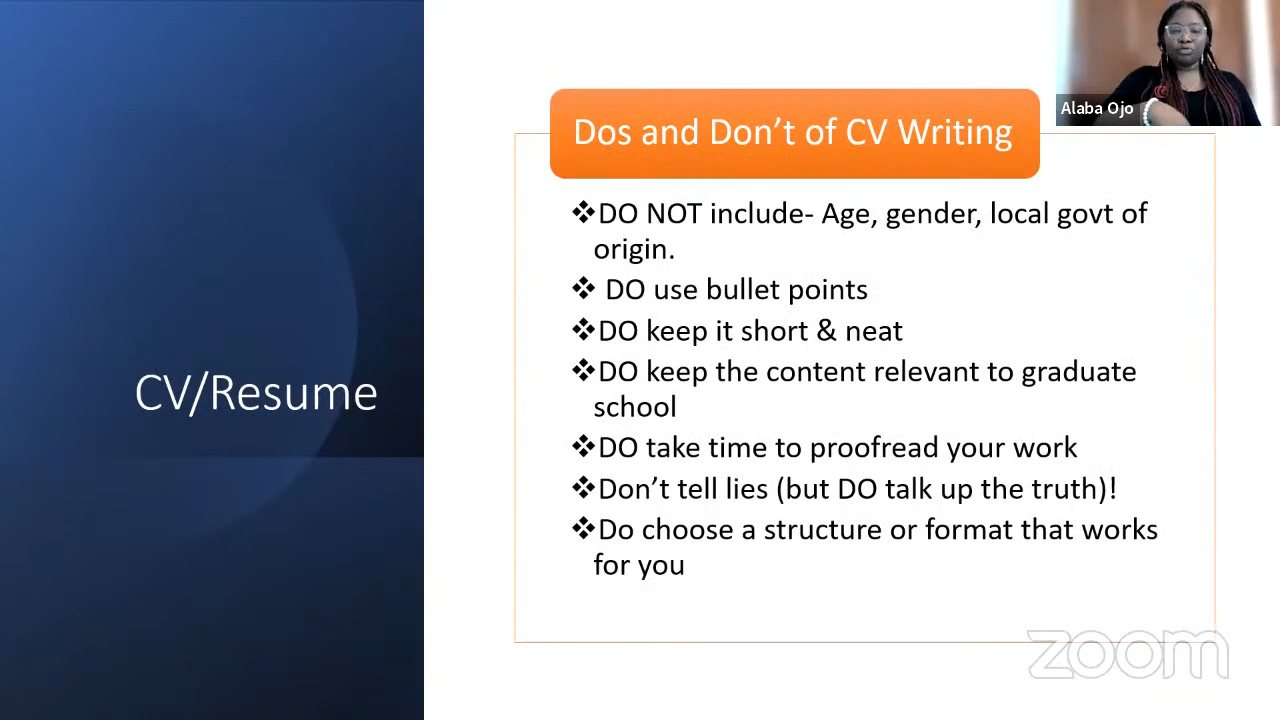 Alaba Ojo
Dos and Don’t of CV Writing
❖DO NOT include- Age, gender, local govt of
origin.
❖ DO use bullet points
❖DO keep it short & neat
❖DO keep the content relevant to graduate
school
❖DO take time to proofread your work
❖Don’t tell lies (but DO talk up the truth)!
❖Do choose a structure or format that works
for you
CV/Resume
zoom